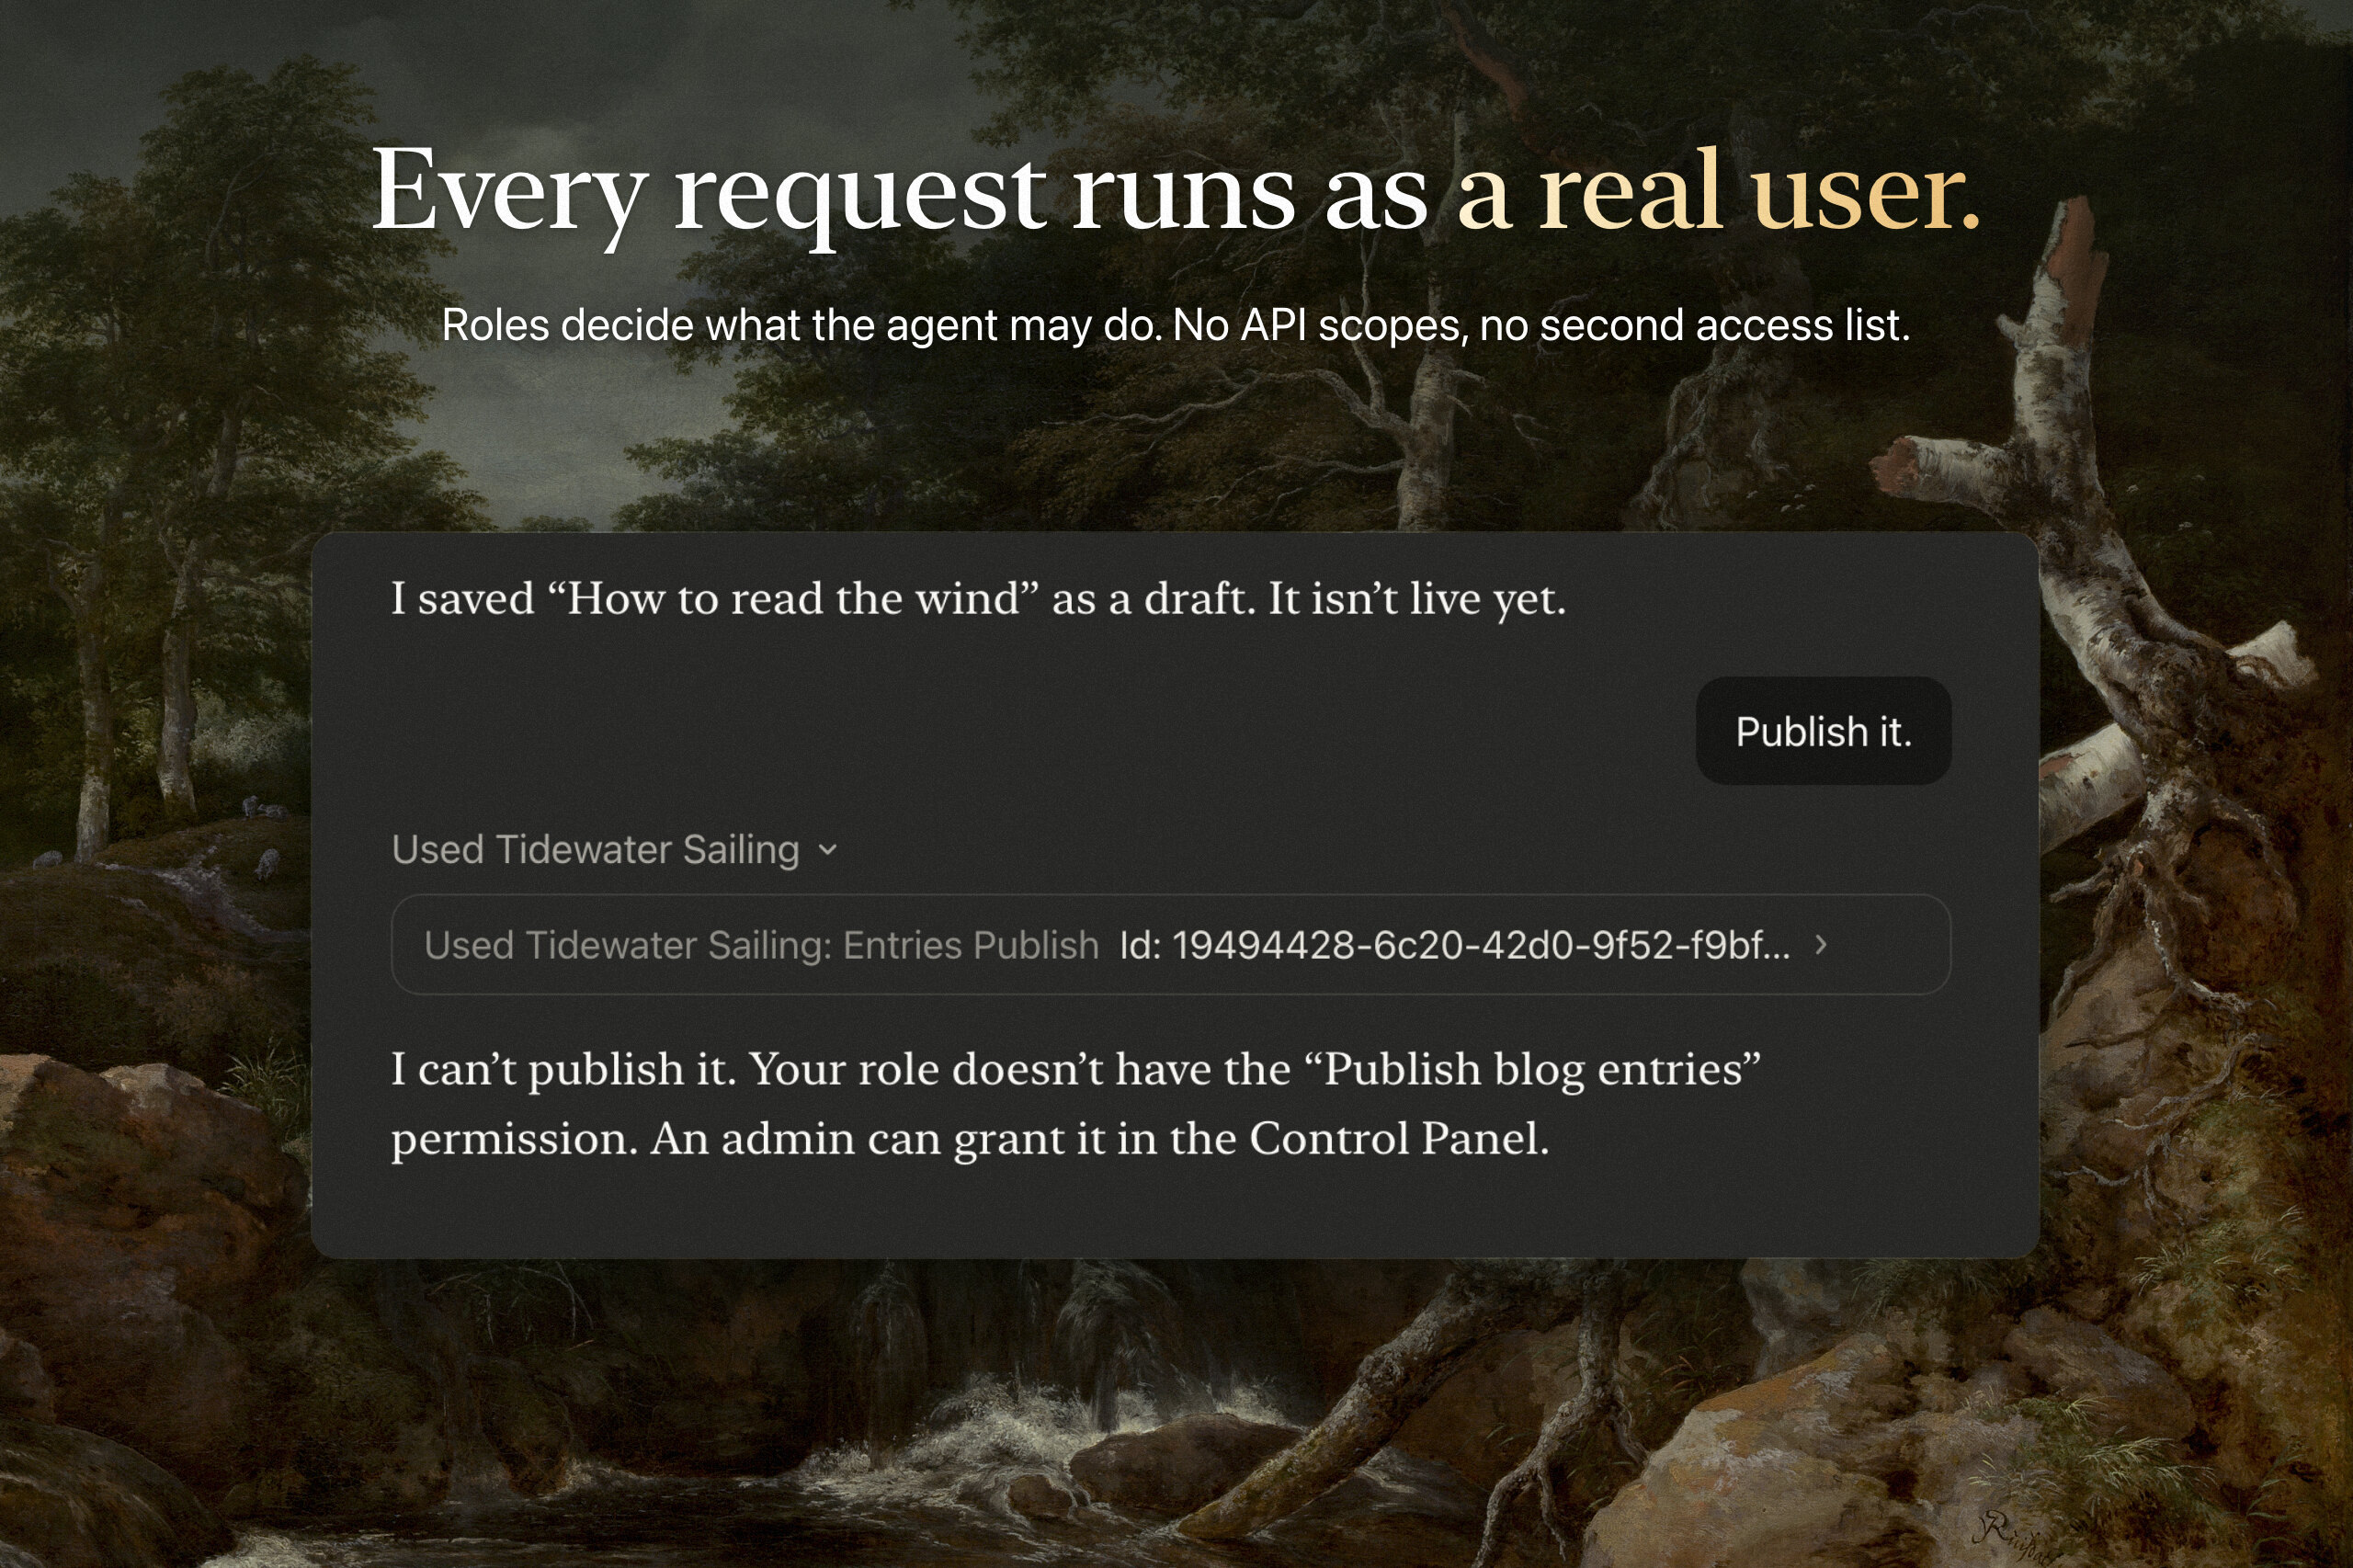 Every request runs as a real user.
Roles decide what the agent may do. No API scopes, no second access list.
I saved “How to read the wind” as a draft. It isn’t live yet.
Publish it.
Used Tidewater Sailing
Used Tidewater Sailing: Entries Publish Id: 19494428-6c20-42d0-9f52-f9bf...
I can’t publish it. Your role doesn’t have the “Publish blog entries”
permission. An admin can grant it in the Control Panel.